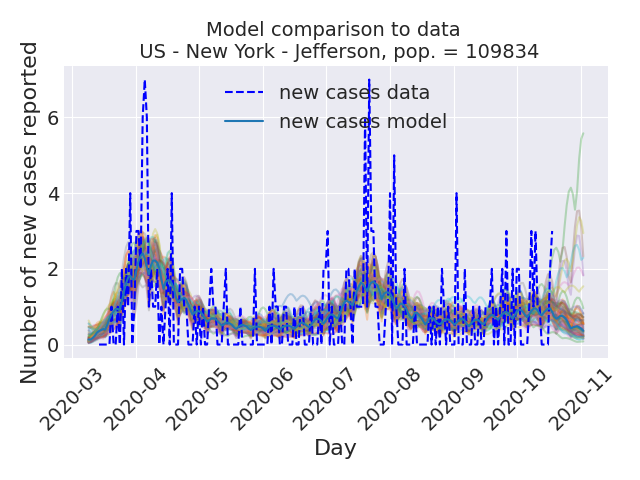 Model comparison to data
US - New York - Jefferson, pop. = 109834
Number of new cases reported
6
4
2
0
new cases data
new cases model
2020-03
2020-04
2020-05
2020-06
2020-07
2020-08
2020-09
2020-10
2020-11
Day